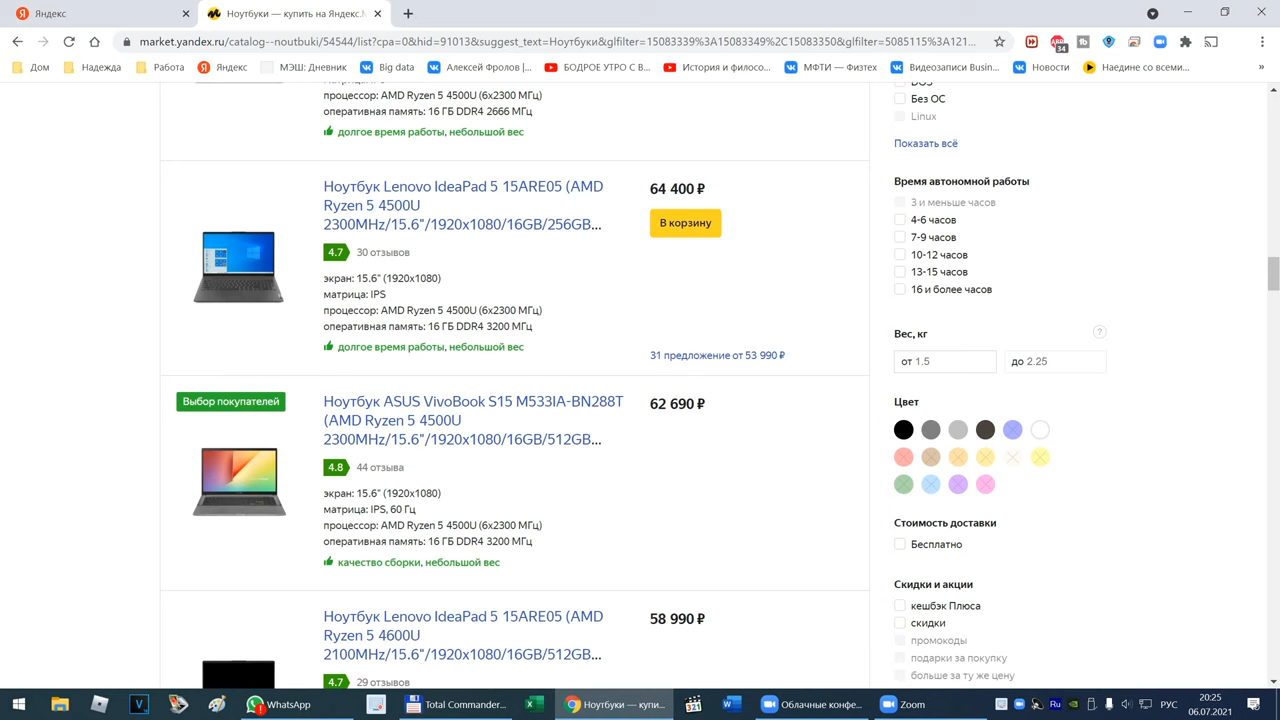 Яндекс
Ноутбуки — купить на Яндекс.М
market.yandex.ru/catalog--noutbuki/54544/list?cpa=0&hid=91013&suggest_text=Ноутбуки&glfilter=15083339%3A15083349%2C15083350&glfilter=5085115%3A121...
34
Дом
Надежда
Работа
Яндекс
МЭШ: Дневник
Big data
Алексей Фролов |...
БОДРОЕ УТРО С В...
История и филосо...
МФТИ — Физтех
Видеозаписи Busin...
Новости
Наедине со всеми...
»
процессор: AMD Ryzen 5 4500U (6x2300 МГц)
оперативная память: 16 ГБ DDR4 2666 МГц
долгое время работы, небольшой вес
Ноутбук Lenovo IdeaPad 5 15ARE05 (AMD
Ryzen 5 4500U
2300MHz/15.6"/1920x1080/16GB/256GB...
4.7 30 отзывов
экран: 15.6" (1920x1080)
матрица: IPS
процессор: AMD Ryzen 5 4500U (6x2300 МГц)
оперативная память: 16 ГБ DDR4 3200 МГц
долгое время работы, небольшой вес
64 400 ₽
В корзину
31 предложение от 53 990 ₽
Выбор покупателей
Ноутбук ASUS VivoBook S15 M533IA-BN288T
(AMD Ryzen 5 4500U
2300MHz/15.6"/1920x1080/16GB/512GB...
4.8 44 отзыва
экран: 15.6" (1920x1080)
матрица: IPS, 60 Гц
процессор: AMD Ryzen 5 4500U (6x2300 МГц)
оперативная память: 16 ГБ DDR4 3200 МГц
качество сборки, небольшой вес
62 690 ₽
Ноутбук Lenovo IdeaPad 5 15ARE05 (AMD
Ryzen 5 4600U
2100MHz/15.6"/1920x1080/16GB/512GB...
4.7 29 отзывов
58 990 ₽
DOS
Без ОС
Linux
Показать всё
Время автономной работы
3 и меньше часов
4-6 часов
7-9 часов
10-12 часов
13-15 часов
16 и более часов
Вес, кг
?
от 1.5
до 2.25
Цвет
Стоимость доставки
Бесплатно
Скидки и акции
кешбэк Плюса
скидки
промокоды
подарки за покупку
больше за ту же цену
WhatsApp
Total Commander...
Ноутбуки — купи...
Облачные конфе...
Zoom
РУС
20:25
06.07.2021